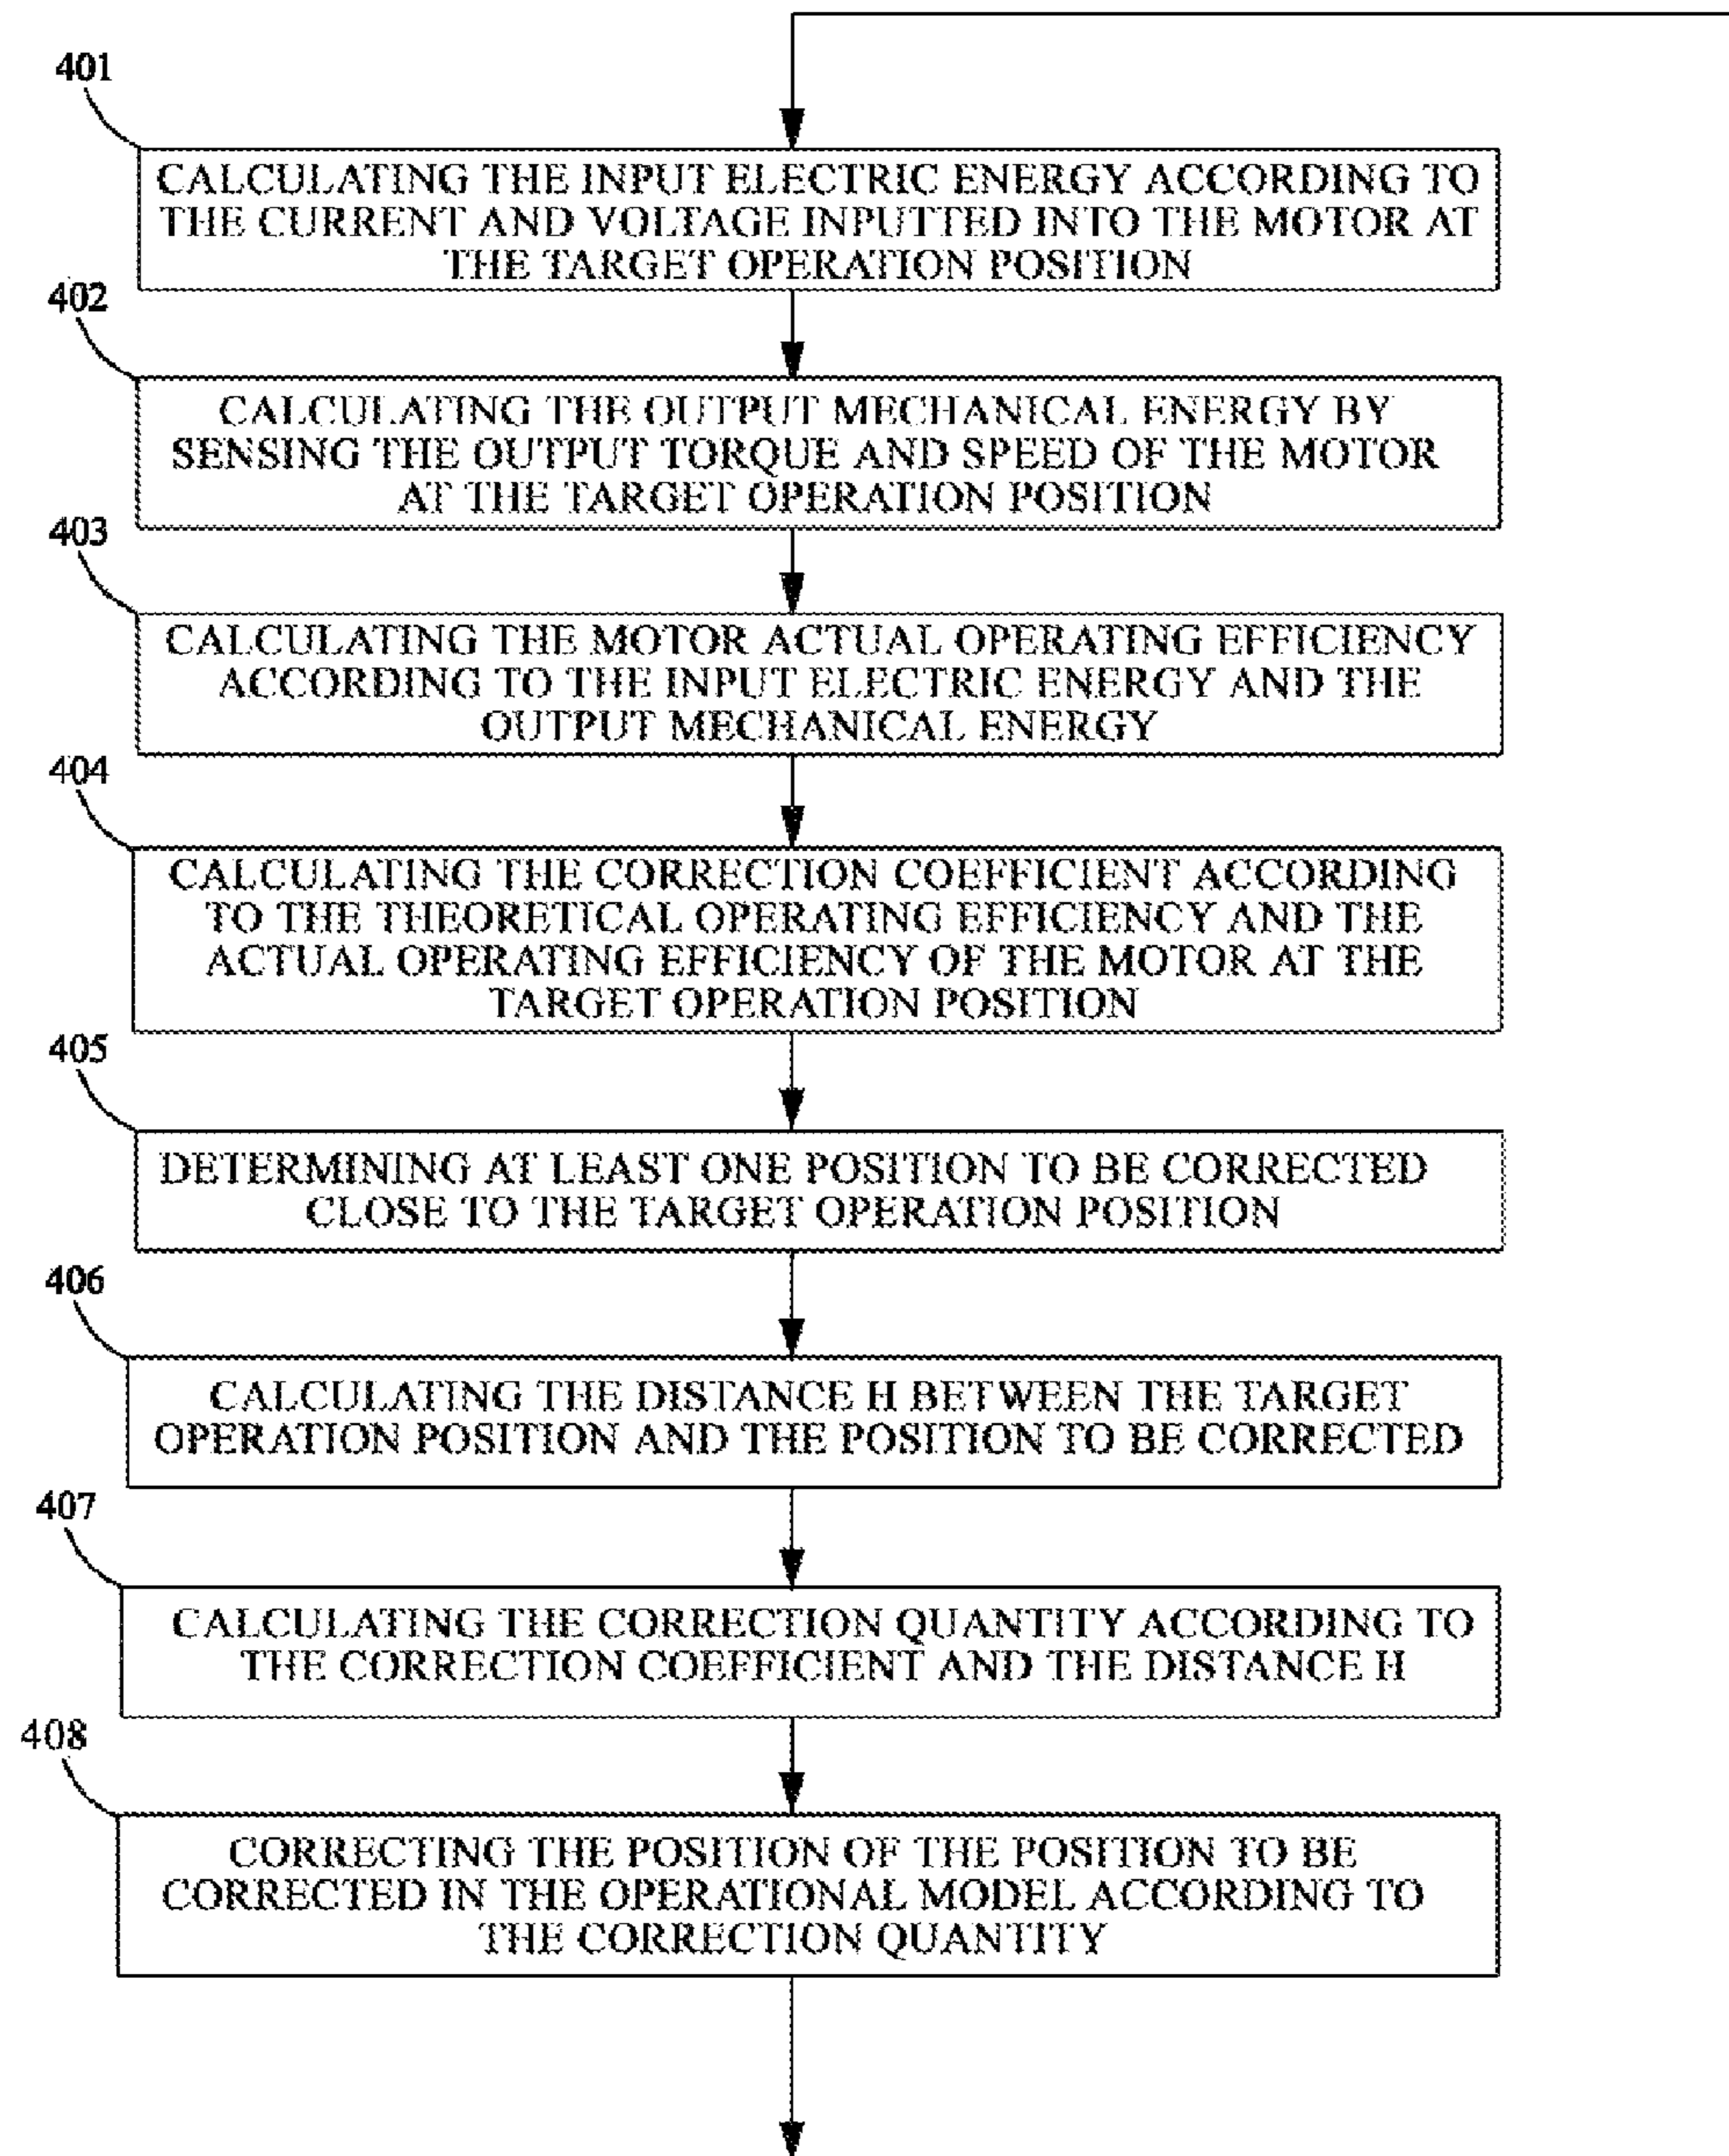 401
CALCULATING THE INPUT ELECTRIC ENERGY ACCORDING TO
THE CURRENT AND VOLTAGE INPUTTED INTO THE MOTOR AT
THE TARGET OPERATION POSITION
402
CALCULATING THE OUTPUT MECHANICAL ENERGY BY
SENSING THE OUTPUT TORQUE AND SPEED OF THE MOTOR
AT THE TARGET OPERATION POSITION
403
CALCULATING THE MOTOR ACTUAL OPERATING EFFICIENCY
ACCORDING TO THE INPUT ELECTRIC ENERGY AND THE
OUTPUT MECHANICAL ENERGY
404
CALCULATING THE CORRECTION COEFFICIENT ACCORDING
TO THE THEORETICAL OPERATING EFFICIENCY AND THE
ACTUAL OPERATING EFFICIENCY OF THE MOTOR AT THE
TARGET OPERATION POSITION
405
DETERMINING AT LEAST ONE POSITION TO BE CORRECTED
CLOSE TO THE TARGET OPERATION POSITION
406
CALCULATING THE DISTANCE H BETWEEN THE TARGET
OPERATION POSITION AND THE POSITION TO BE CORRECTED
407
CALCULATING THE CORRECTION QUANTITY ACCORDING TO
THE CORRECTION COEFFICIENT AND THE DISTANCE H
408
CORRECTING THE POSITION OF THE POSITION TO BE
CORRECTED IN THE OPERATIONAL MODEL ACCORDING TO
THE CORRECTION QUANTITY